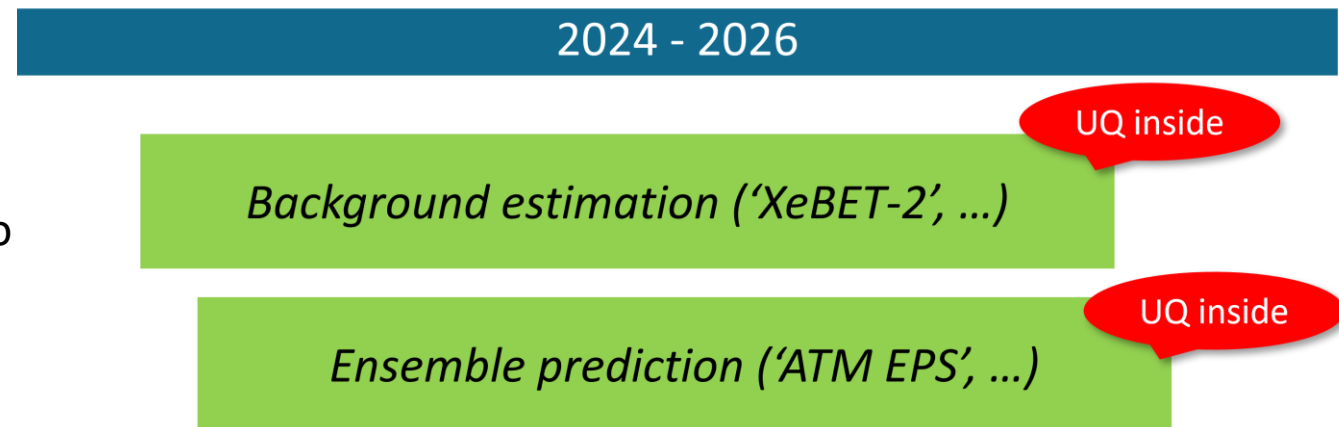 2024 - 2026
UQ inside
Background estimation (‘XeBET-2’, …)
UQ inside
Ensemble prediction (‘ATM EPS’, …)